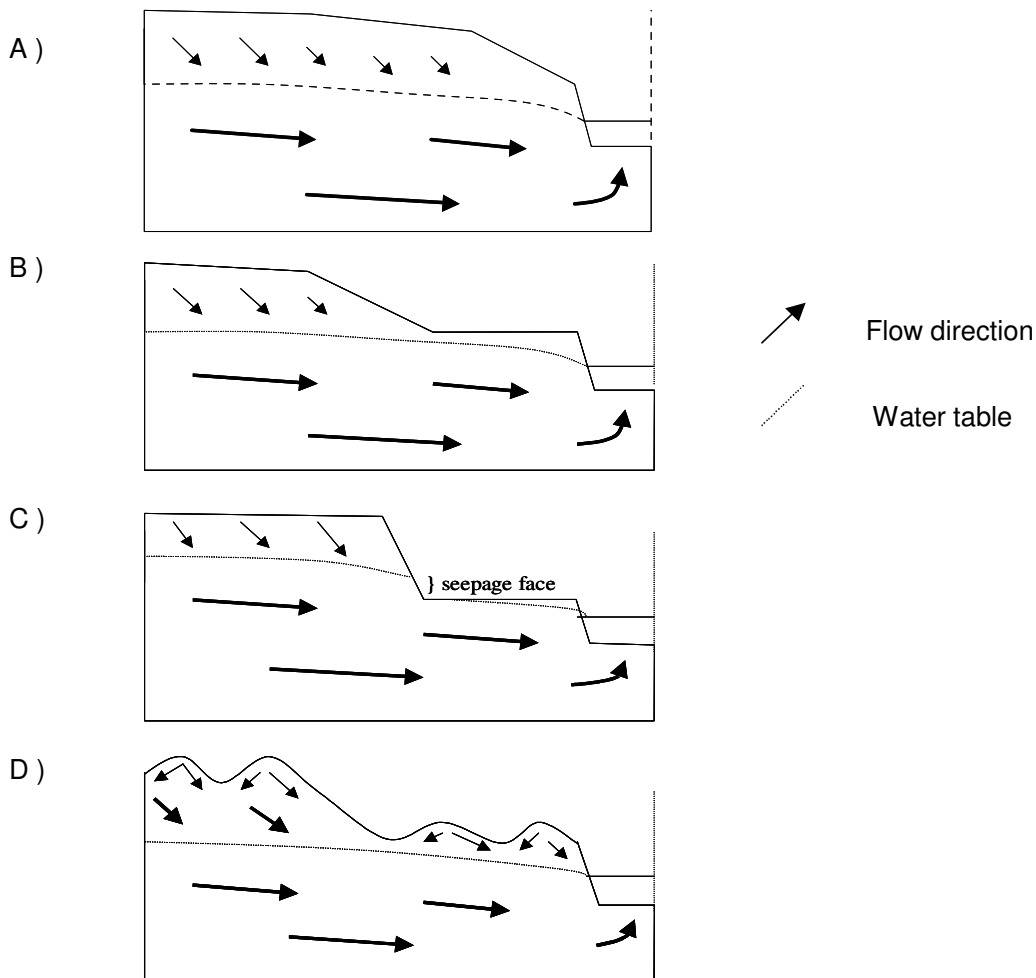 A )
B )
Flow direction
Water table
C )
} seepage face
D )